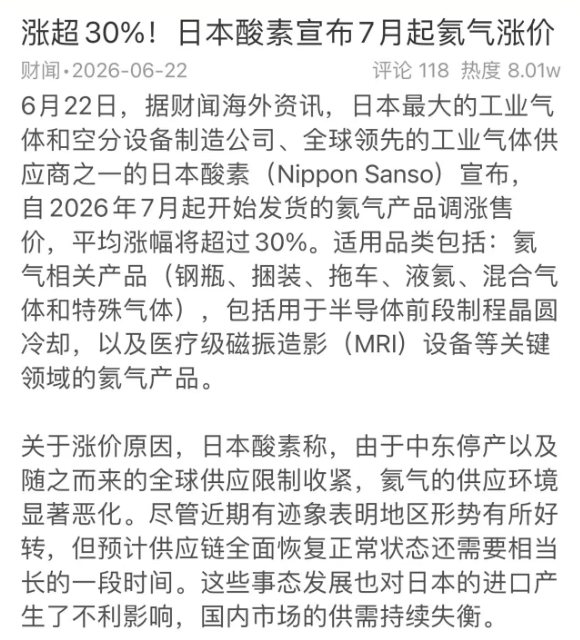 涨超30%！日本酸素宣布7月起氦气涨价
财闻·2026-06-22 评论 118 热度 8.01w
6月22日，据财闻海外资讯，日本最大的工业气
体和空分设备制造公司、全球领先的工业气体供
应商之一的日本酸素（Nippon Sanso）宣布，
自2026年7月起开始发货的氦气产品调涨售
价，平均涨幅将超过30%。适用品类包括：氦
气相关产品（钢瓶、捆装、拖车、液氦、混合气
体和特殊气体），包括用于半导体前段制程晶圆
冷却，以及医疗级磁振造影（MRI）设备等关键
领域的氦气产品。
关于涨价原因，日本酸素称，由于中东停产以及
随之而来的全球供应限制收紧，氦气的供应环境
显著恶化。尽管近期有迹象表明地区形势有所好
转，但预计供应链全面恢复正常状态还需要相当
长的一段时间。这些事态发展也对日本的进口产
生了不利影响，国内市场的供需持续失衡。